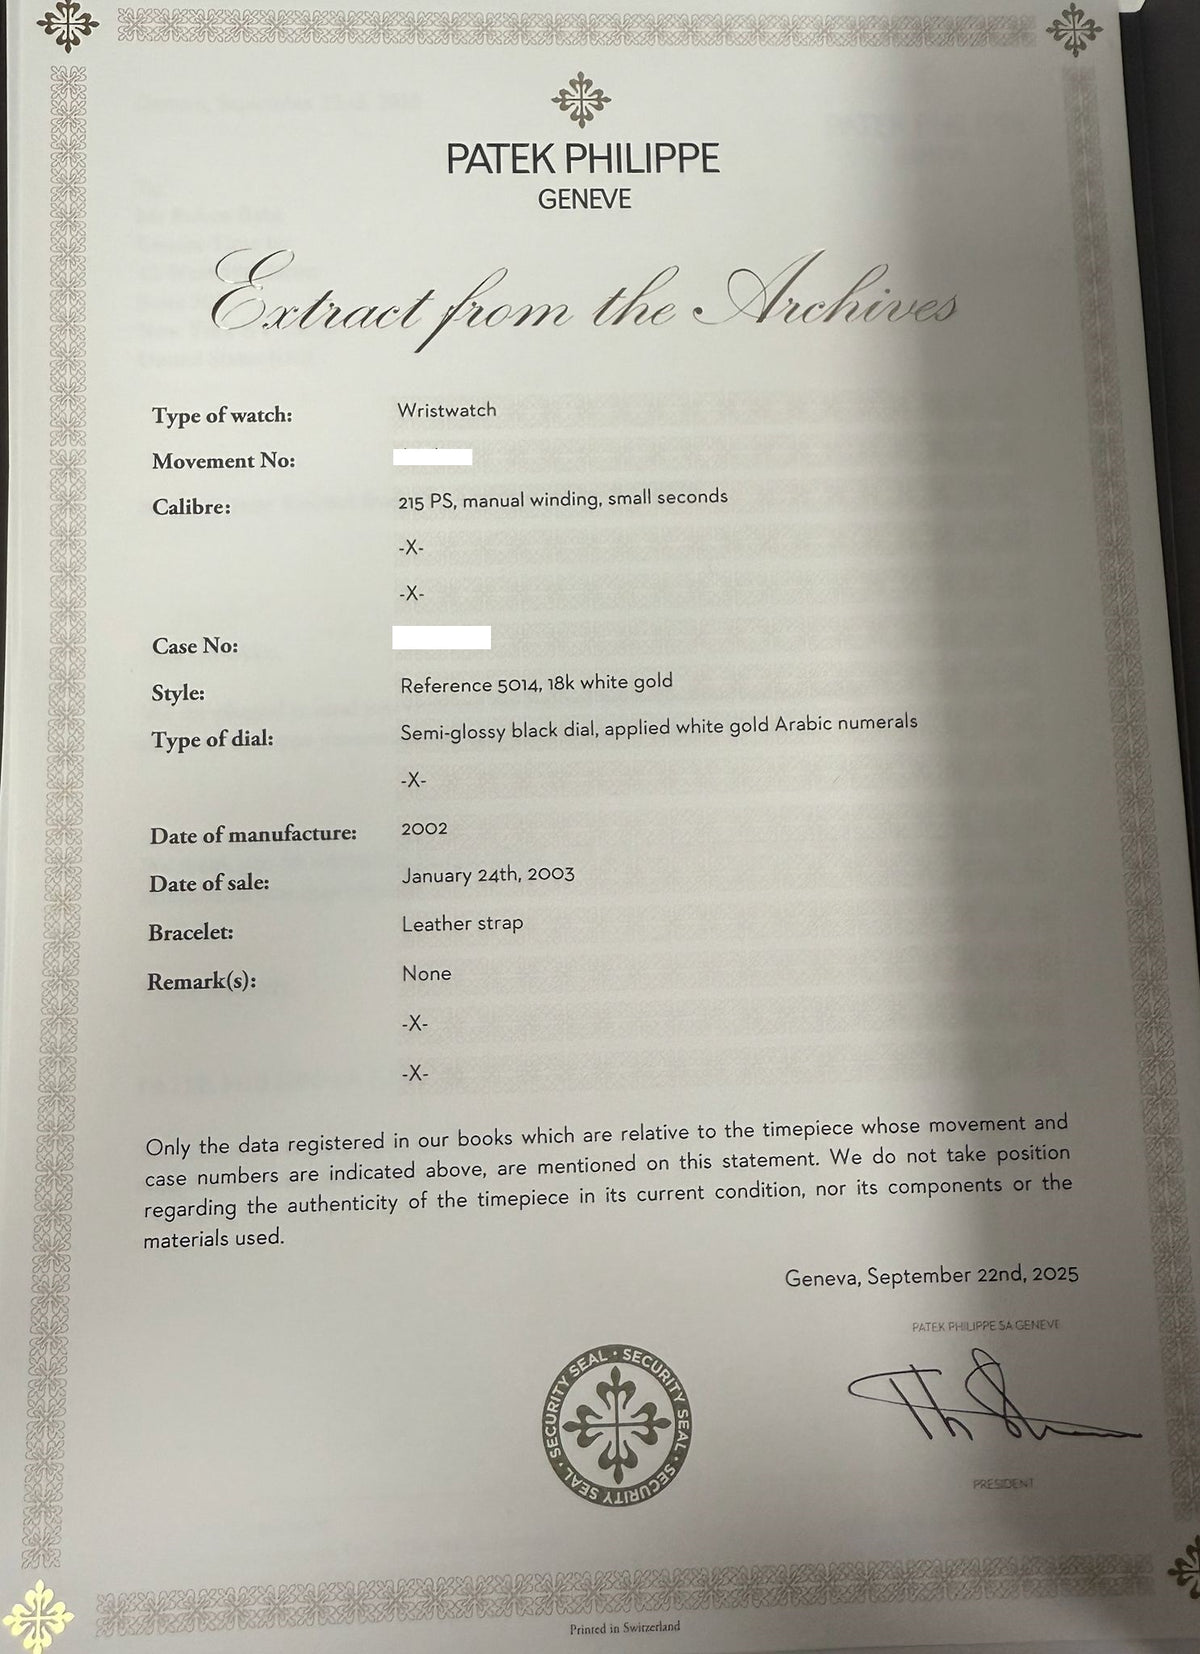 PATEK PHILIPPE
GENEVE
Extract from the Archives
Type of watch: Wristwatch
Movement No:
Calibre: 215 PS, manual winding, small seconds
-X-
-X-
Case No:
Style: Reference 5014, 18k white gold
Type of dial: Semi-glossy black dial, applied white gold Arabic numerals
-X-
Date of manufacture: 2002
Date of sale: January 24th, 2003
Bracelet: Leather strap
Remark(s): None
-X-
-X-
Only the data registered in our books which are relative to the timepiece whose movement and
case numbers are indicated above, are mentioned on this statement. We do not take position
regarding the authenticity of the timepiece in its current condition, nor its components or the
materials used.
Geneva, September 22nd, 2025
PATEK PHILIPPE SA GENEVE
SECURITY SEAL · SECURITY SEAL · SECURITY SEAL ·
PRESIDENT
Printed in Switzerland